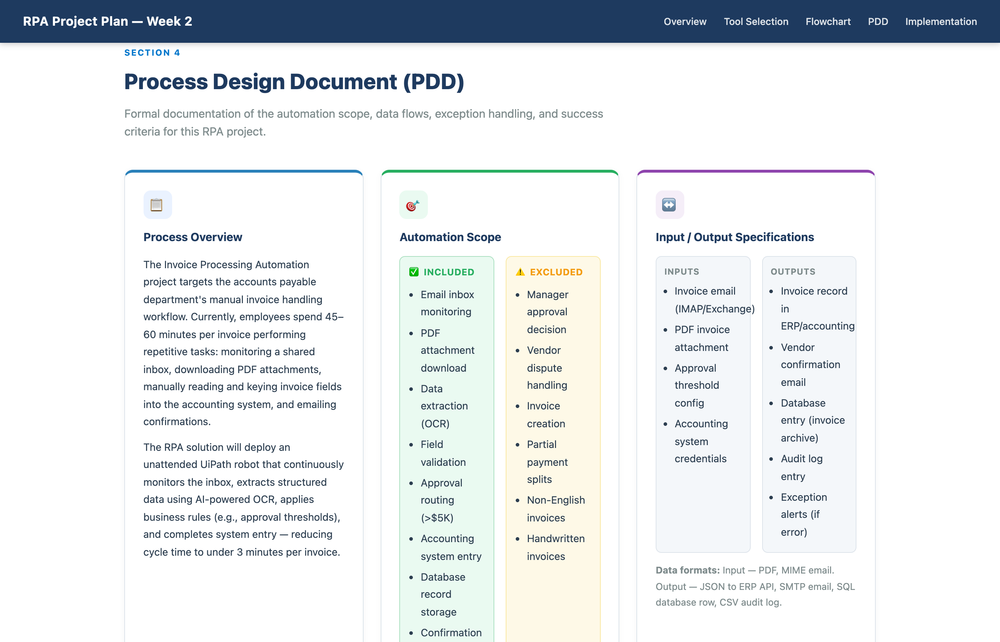 RPA Project Plan — Week 2
Overview
Tool Selection
Flowchart
PDD
Implementation
SECTION 4
Process Design Document (PDD)
Formal documentation of the automation scope, data flows, exception handling, and success
criteria for this RPA project.
Process Overview
The Invoice Processing Automation
project targets the accounts payable
department's manual invoice handling
workflow. Currently, employees spend 45–
60 minutes per invoice performing
repetitive tasks: monitoring a shared
inbox, downloading PDF attachments,
manually reading and keying invoice fields
into the accounting system, and emailing
confirmations.
The RPA solution will deploy an
unattended UiPath robot that continuously
monitors the inbox, extracts structured
data using AI-powered OCR, applies
business rules (e.g., approval thresholds),
and completes system entry — reducing
cycle time to under 3 minutes per invoice.
Automation Scope
✅ INCLUDED
• Email inbox
monitoring
• PDF
attachment
download
• Data
extraction
(OCR)
• Field
validation
• Approval
routing
(>$5K)
• Accounting
system entry
• Database
record
storage
• Confirmation
⚠️ EXCLUDED
• Manager
approval
decision
• Vendor
dispute
handling
• Invoice
creation
• Partial
payment
splits
• Non-English
invoices
• Handwritten
invoices
Input / Output Specifications
INPUTS
• Invoice email
(IMAP/Exchange)
• PDF invoice
attachment
• Approval
threshold
config
• Accounting
system
credentials
OUTPUTS
• Invoice record
in
ERP/accounting
• Vendor
confirmation
email
• Database
entry (invoice
archive)
• Audit log
entry
• Exception
alerts (if
error)
Data formats: Input — PDF, MIME email.
Output — JSON to ERP API, SMTP email, SQL
database row, CSV audit log.